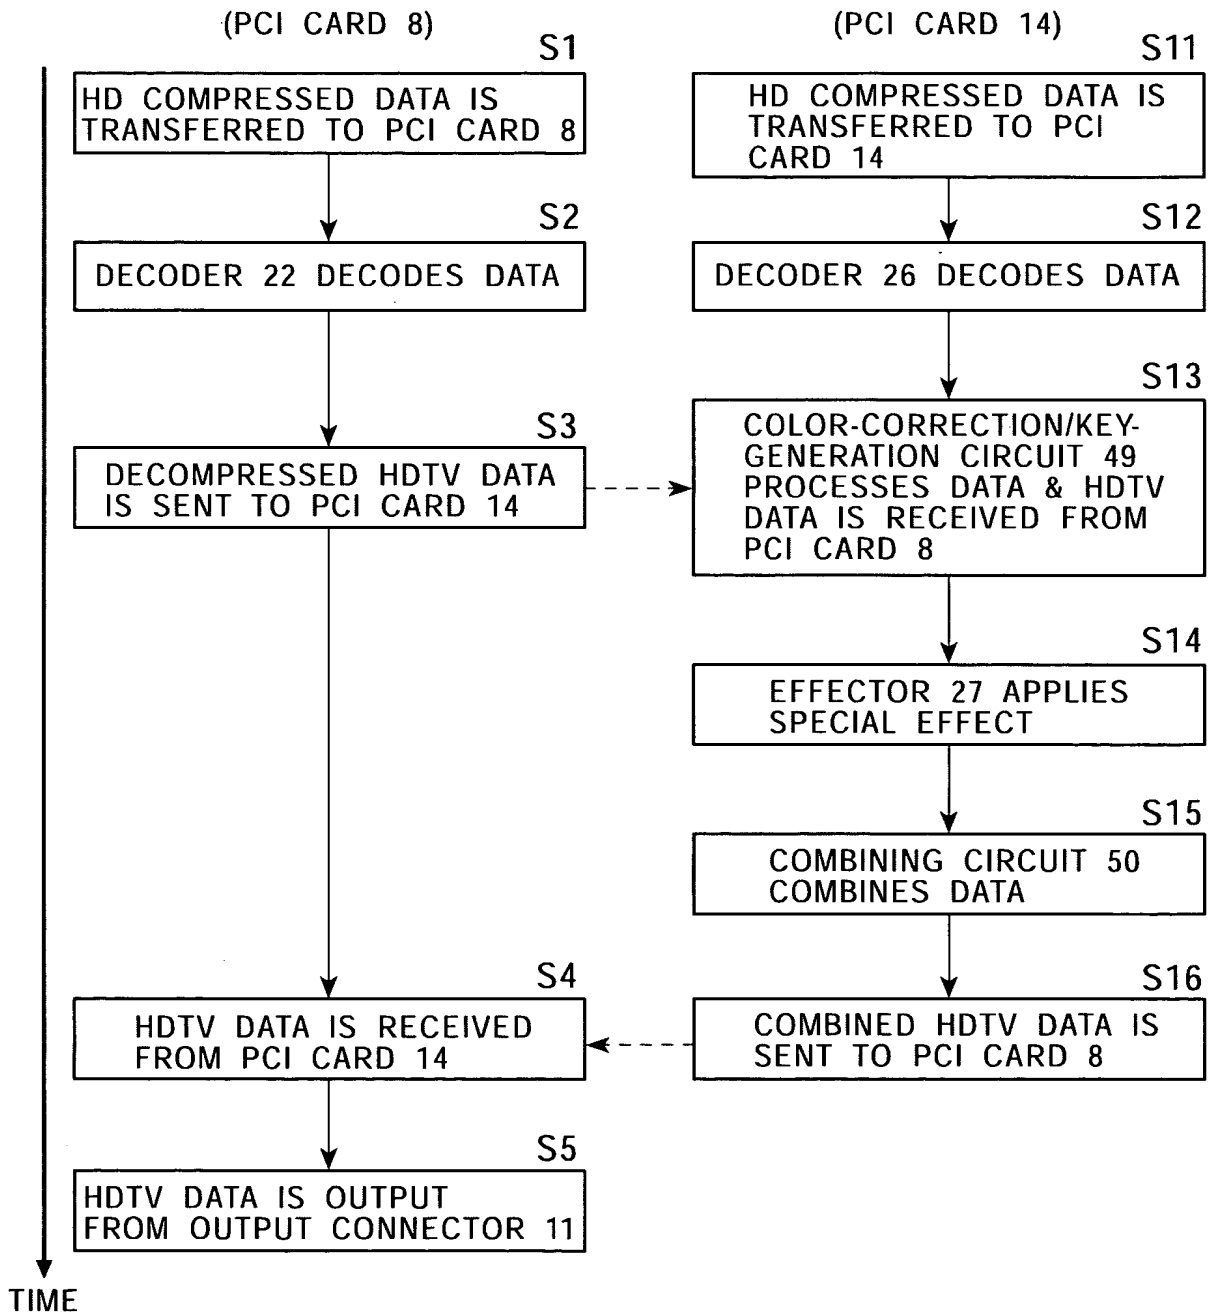 (PCI CARD 8)
S1
HD COMPRESSED DATA IS
TRANSFERRED TO PCI CARD 8
S2
DECODER 22 DECODES DATA
S3
DECOMPRESSED HDTV DATA
IS SENT TO PCI CARD 14
S4
HDTV DATA IS RECEIVED
FROM PCI CARD 14
S5
HDTV DATA IS OUTPUT
FROM OUTPUT CONNECTOR 11
TIME
(PCI CARD 14)
S11
HD COMPRESSED DATA IS
TRANSFERRED TO PCI
CARD 14
S12
DECODER 26 DECODES DATA
S13
COLOR-CORRECTION/KEY-
GENERATION CIRCUIT 49
PROCESSES DATA & HDTV
DATA IS RECEIVED FROM
PCI CARD 8
S14
EFFECTOR 27 APPLIES
SPECIAL EFFECT
S15
COMBINING CIRCUIT 50
COMBINES DATA
S16
COMBINED HDTV DATA IS
SENT TO PCI CARD 8